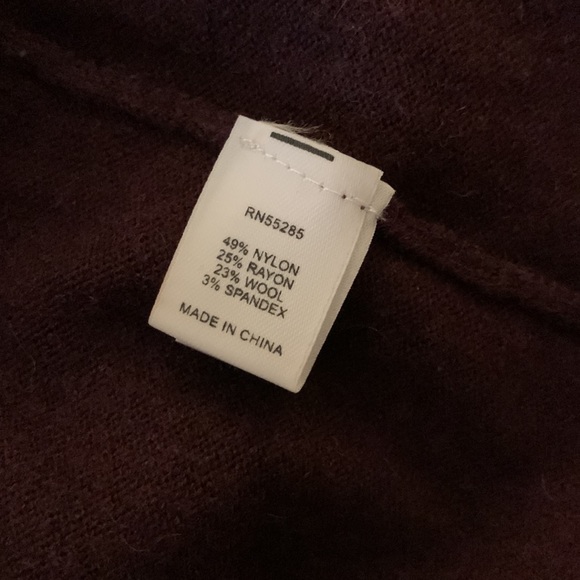 RN55285
49% NYLON
25% RAYON
23% WOOL
3% SPANDEX
MADE IN CHINA